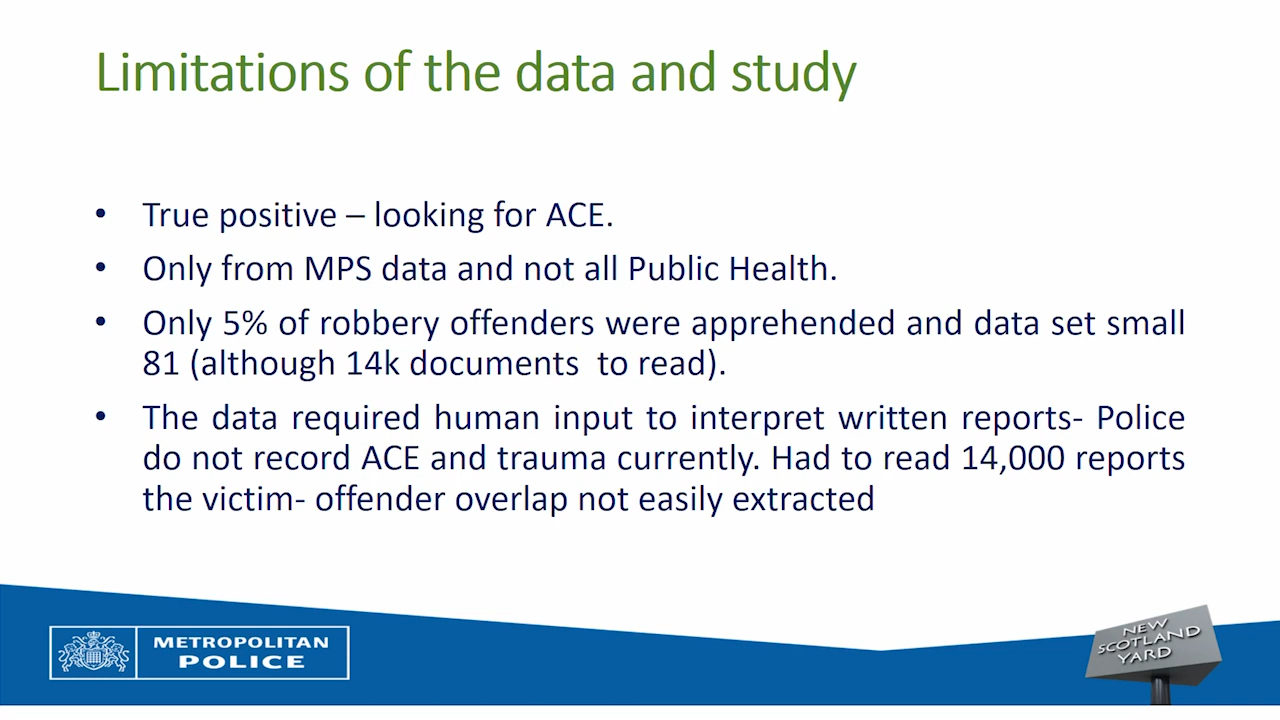 Limitations of the data and study
• True positive – looking for ACE.
• Only from MPS data and not all Public Health.
• Only 5% of robbery offenders were apprehended and data set small
81 (although 14k documents to read).
• The data required human input to interpret written reports- Police
do not record ACE and trauma currently. Had to read 14,000 reports
the victim- offender overlap not easily extracted
METROPOLITAN
POLICE
NEW
SCOTLAND
YARD